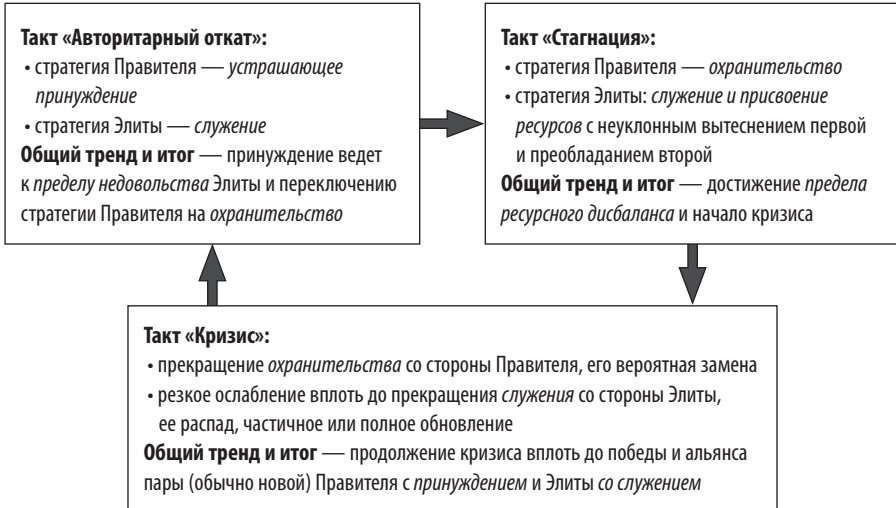 Такт «Авторитарный откат»:
• стратегия Правителя — устрашающее
принуждение
• стратегия Элиты — служение
Общий тренд и итог — принуждение ведет
к пределу недовольства Элиты и переключению
стратегии Правителя на охранительство
Такт «Стагнация»:
• стратегия Правителя — охранительство
• стратегия Элиты: служение и присвоение
ресурсов с неуклонным вытеснением первой
и преобладанием второй
Общий тренд и итог — достижение предела
ресурсного дисбаланса и начало кризиса
Такт «Кризис»:
• прекращение охранительства со стороны Правителя, его вероятная замена
• резкое ослабление вплоть до прекращения служения со стороны Элиты,
ее распад, частичное или полное обновление
Общий тренд и итог — продолжение кризиса вплоть до победы и альянса
пары (обычно новой) Правителя с принуждением и Элиты со служением